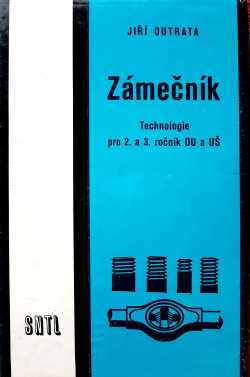 JIŘÍ OUTRATA
Zámečník
Technologie
pro 2. a 3. ročník OU a UŠ
SNTL